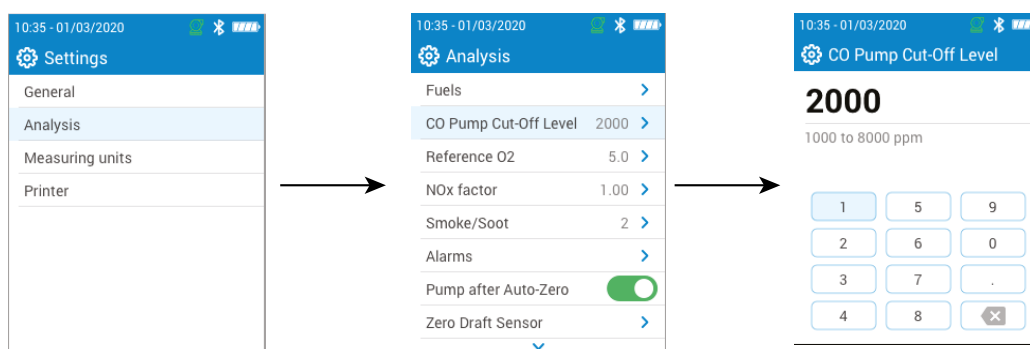 10:35 - 01/03/2020
Settings
General
Analysis
Measuring units
Printer
10:35 - 01/03/2020
Analysis
Fuels
CO Pump Cut-Off Level 2000
Reference O2 5.0
NOx factor 1.00
Smoke/Soot 2
Alarms
Pump after Auto-Zero
Zero Draft Sensor
10:35 - 01/03/2020
CO Pump Cut-Off Level
2000
1000 to 8000 ppm
1 5 9
2 6 0
3 7 .
4 8